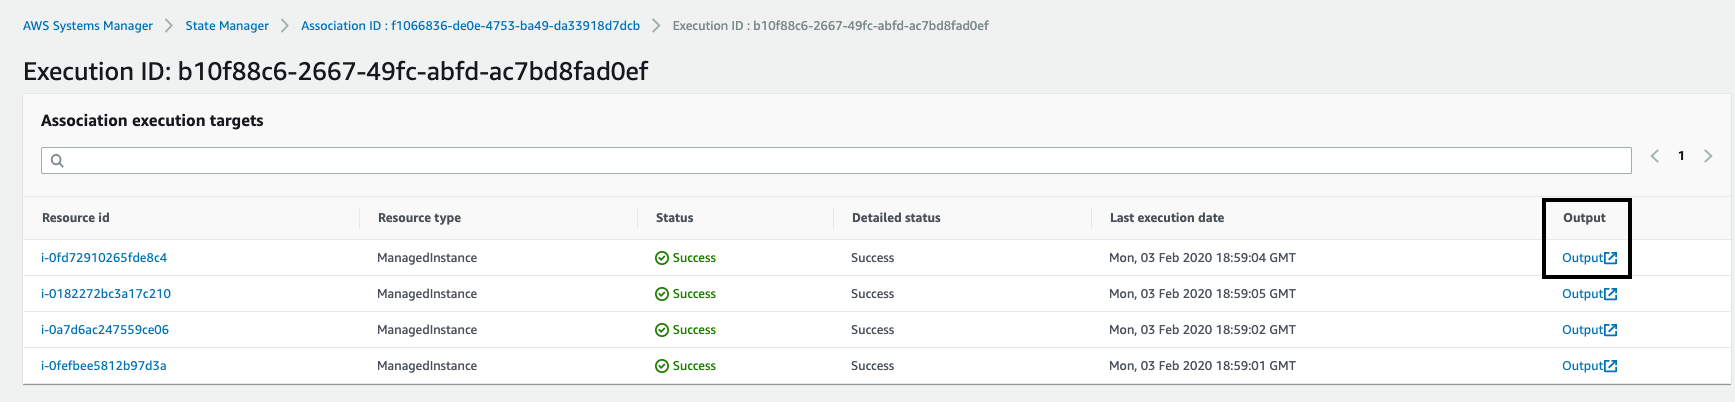 AWS Systems Manager > State Manager > Association ID : f1066836-de0e-4753-ba49-da33918d7dcb > Execution ID : b10f88c6-2667-49fc-abfd-ac7bd8fad0ef
Execution ID: b10f88c6-2667-49fc-abfd-ac7bd8fad0ef
Association execution targets
< 1 >
Resource id Resource type Status Detailed status Last execution date Output
i-0fd72910265fde8c4 ManagedInstance Success Success Mon, 03 Feb 2020 18:59:04 GMT Output
i-0182272bc3a17c210 ManagedInstance Success Success Mon, 03 Feb 2020 18:59:05 GMT Output
i-0a7d6ac247559ce06 ManagedInstance Success Success Mon, 03 Feb 2020 18:59:02 GMT Output
i-0fefbee5812b97d3a ManagedInstance Success Success Mon, 03 Feb 2020 18:59:01 GMT Output